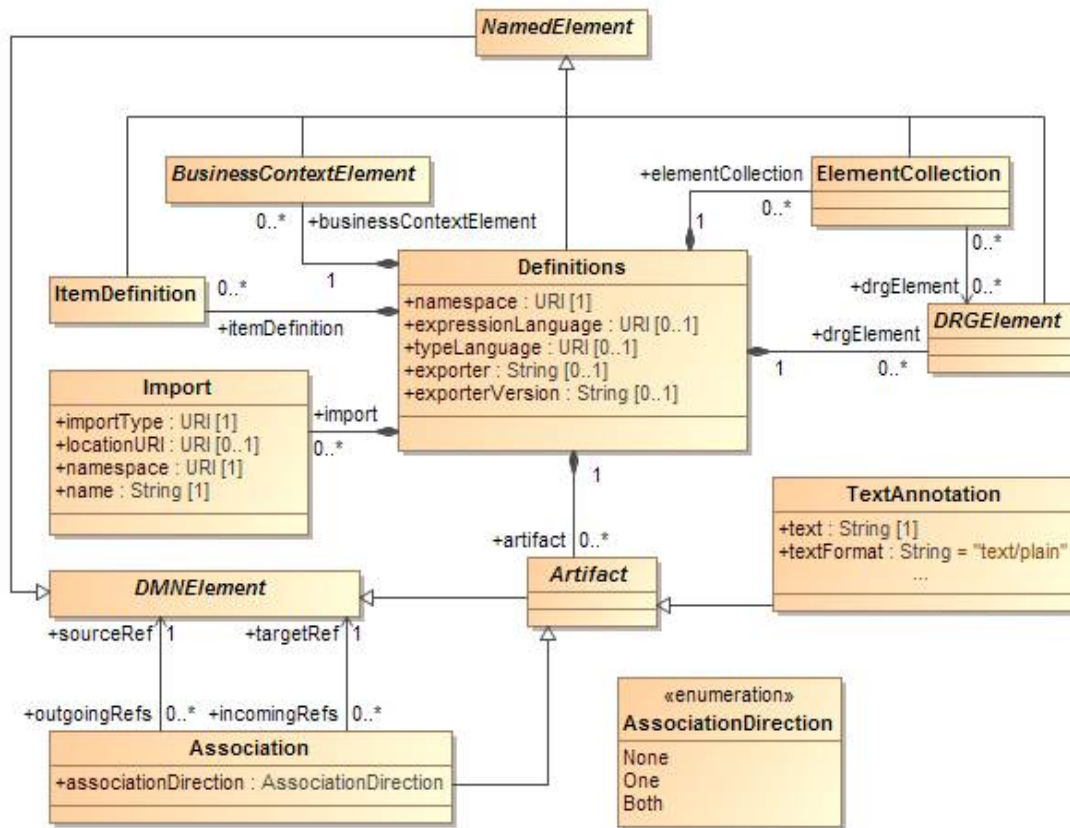 NamedElement
BusinessContextElement
0..*
+businessContextElement
1
+elementCollection
0..*
1
ElementCollection
0..*
+drgElement
0..*
ItemDefinition
0..*
+itemDefinition
Definitions
+namespace : URI [1]
+expressionLanguage : URI [0..1]
+typeLanguage : URI [0..1]
+exporter : String [0..1]
+exporterVersion : String [0..1]
+drgElement
1
0..*
DRGElement
Import
+importType : URI [1]
+locationURI : URI [0..1]
+namespace : URI [1]
+name : String [1]
+import
0..*
1
+artifact
0..*
TextAnnotation
+text : String [1]
+textFormat : String = "text/plain"
...
DMNElement
Artifact
+sourceRef
1
+targetRef
1
+outgoingRefs
0..*
+incomingRefs
0..*
Association
+associationDirection : AssociationDirection
«enumeration»
AssociationDirection
None
One
Both